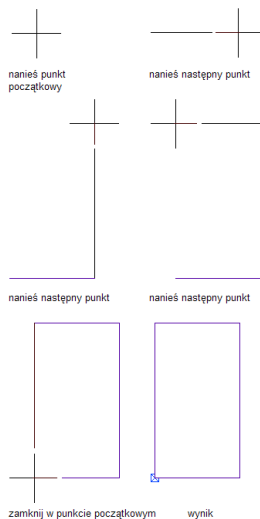 nanieś punkt
początkowy
nanieś następny punkt
nanieś następny punkt
nanieś następny punkt
zamknij w punkcie początkowym
wynik